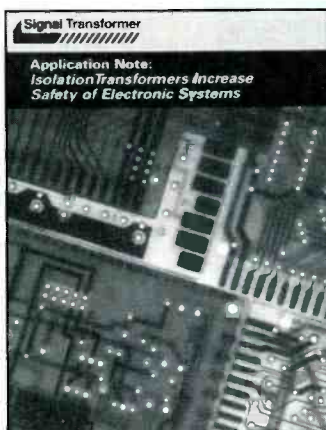 Signal Transformer
Application Note:
Isolation Transformers Increase
Safety of Electronic Systems